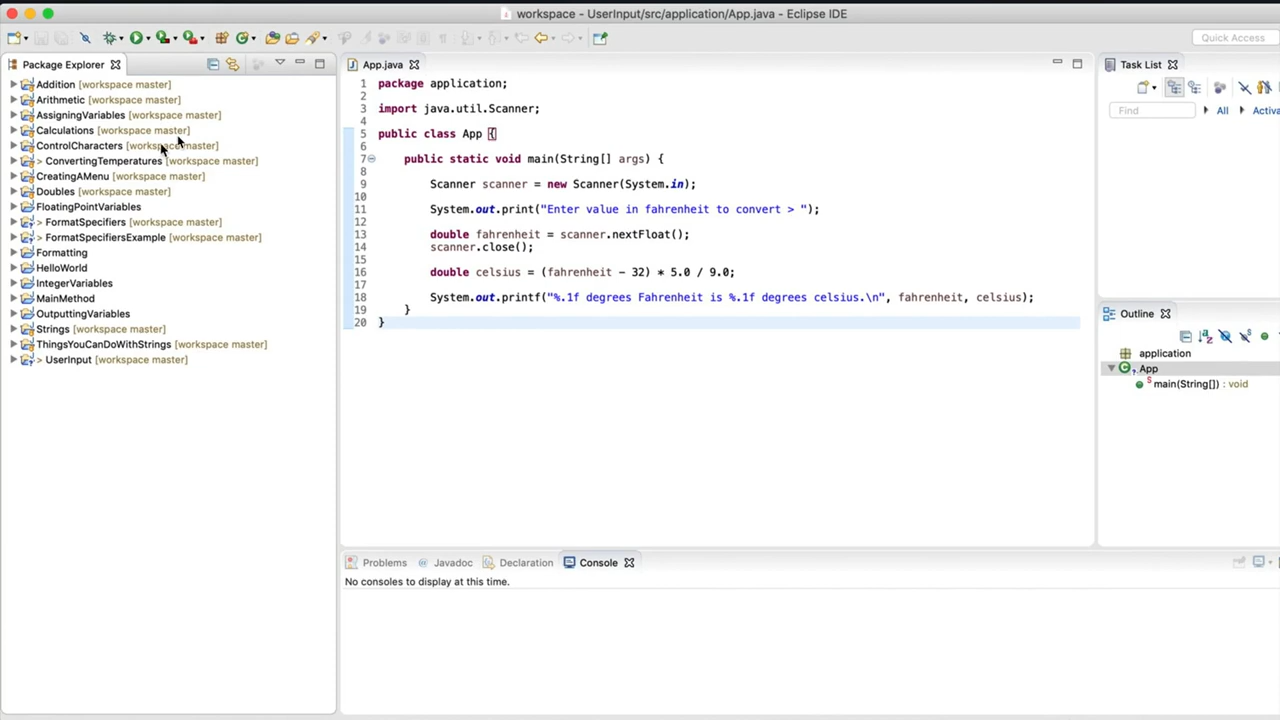 workspace - UserInput/src/application/App.java - Eclipse IDE
Quick Access
Package Explorer
Addition [workspace master]
Arithmetic [workspace master]
AssigningVariables [workspace master]
Calculations [workspace master]
ControlCharacters [workspace master]
> ConvertingTemperatures [workspace master]
CreatingAMenu [workspace master]
Doubles [workspace master]
FloatingPointVariables
> FormatSpecifiers [workspace master]
> FormatSpecifiersExample [workspace master]
Formatting
HelloWorld
IntegerVariables
MainMethod
OutputtingVariables
Strings [workspace master]
ThingsYouCanDoWithStrings [workspace master]
> UserInput [workspace master]
App.java
1 package application;
2
3 import java.util.Scanner;
4
5 public class App {
6
7 public static void main(String[] args) {
8
9 Scanner scanner = new Scanner(System.in);
10
11 System.out.print("Enter value in fahrenheit to convert > ");
12
13 double fahrenheit = scanner.nextFloat();
14 scanner.close();
15
16 double celsius = (fahrenheit - 32) * 5.0 / 9.0;
17
18 System.out.printf("%.1f degrees Fahrenheit is %.1f degrees celsius.\n", fahrenheit, celsius);
19 }
20 }
Problems @ Javadoc Declaration Console
No consoles to display at this time.
Task List
Find All Activa
Outline
application
App
main(String[]) : void